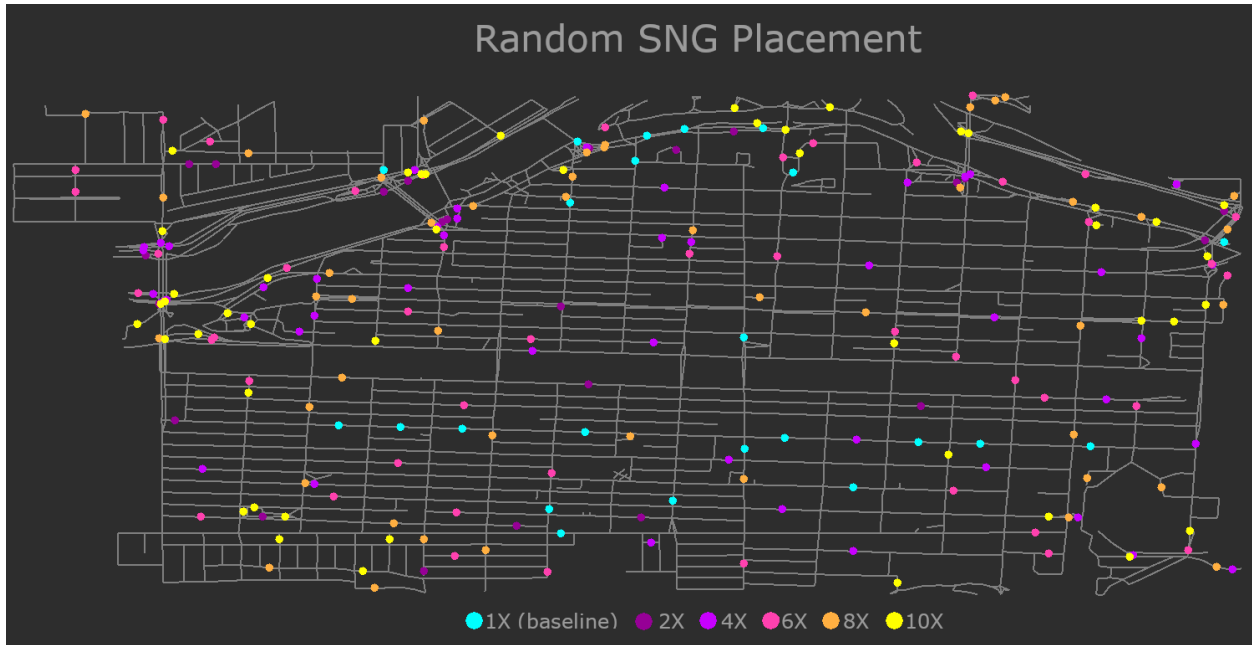 Random SNG Placement
1X (baseline) 2X 4X 6X 8X 10X